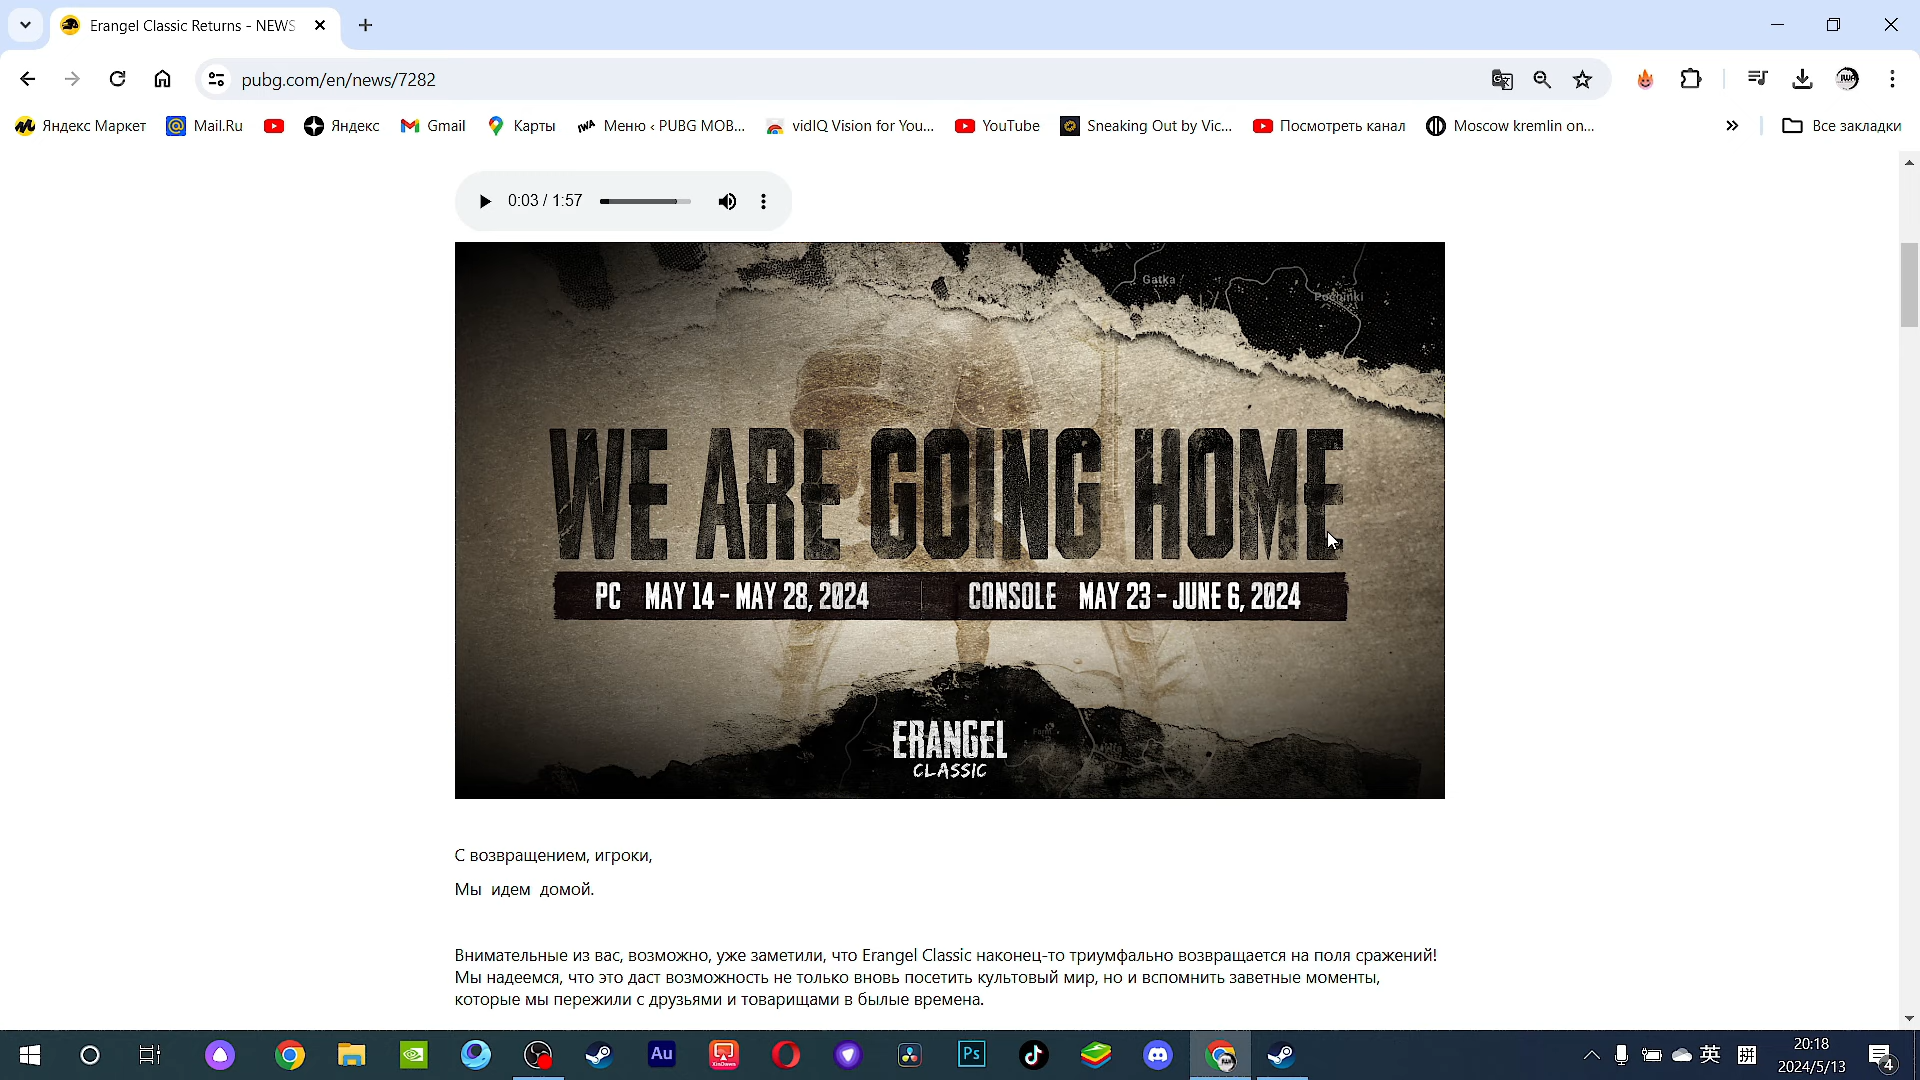 Erangel Classic Returns - NEWS
pubg.com/en/news/7282
Яндекс Маркет
Mail.Ru
Яндекс
Gmail
Карты
Меню ‹ PUBG MOB...
vidIQ Vision for You...
YouTube
Sneaking Out by Vic...
Посмотреть канал
Moscow kremlin on...
Все закладки
0:03 / 1:57
Gatka
Pochinki
WE ARE GOING HOME
PC MAY 14 - MAY 28, 2024
CONSOLE MAY 23 - JUNE 6, 2024
ERANGEL
CLASSIC
С возвращением, игроки,
Мы идем домой.
Внимательные из вас, возможно, уже заметили, что Erangel Classic наконец-то триумфально возвращается на поля сражений!
Мы надеемся, что это даст возможность не только вновь посетить культовый мир, но и вспомнить заветные моменты,
которые мы пережили с друзьями и товарищами в былые времена.
Au
Ps
英
拼
20:18
2024/5/13
4